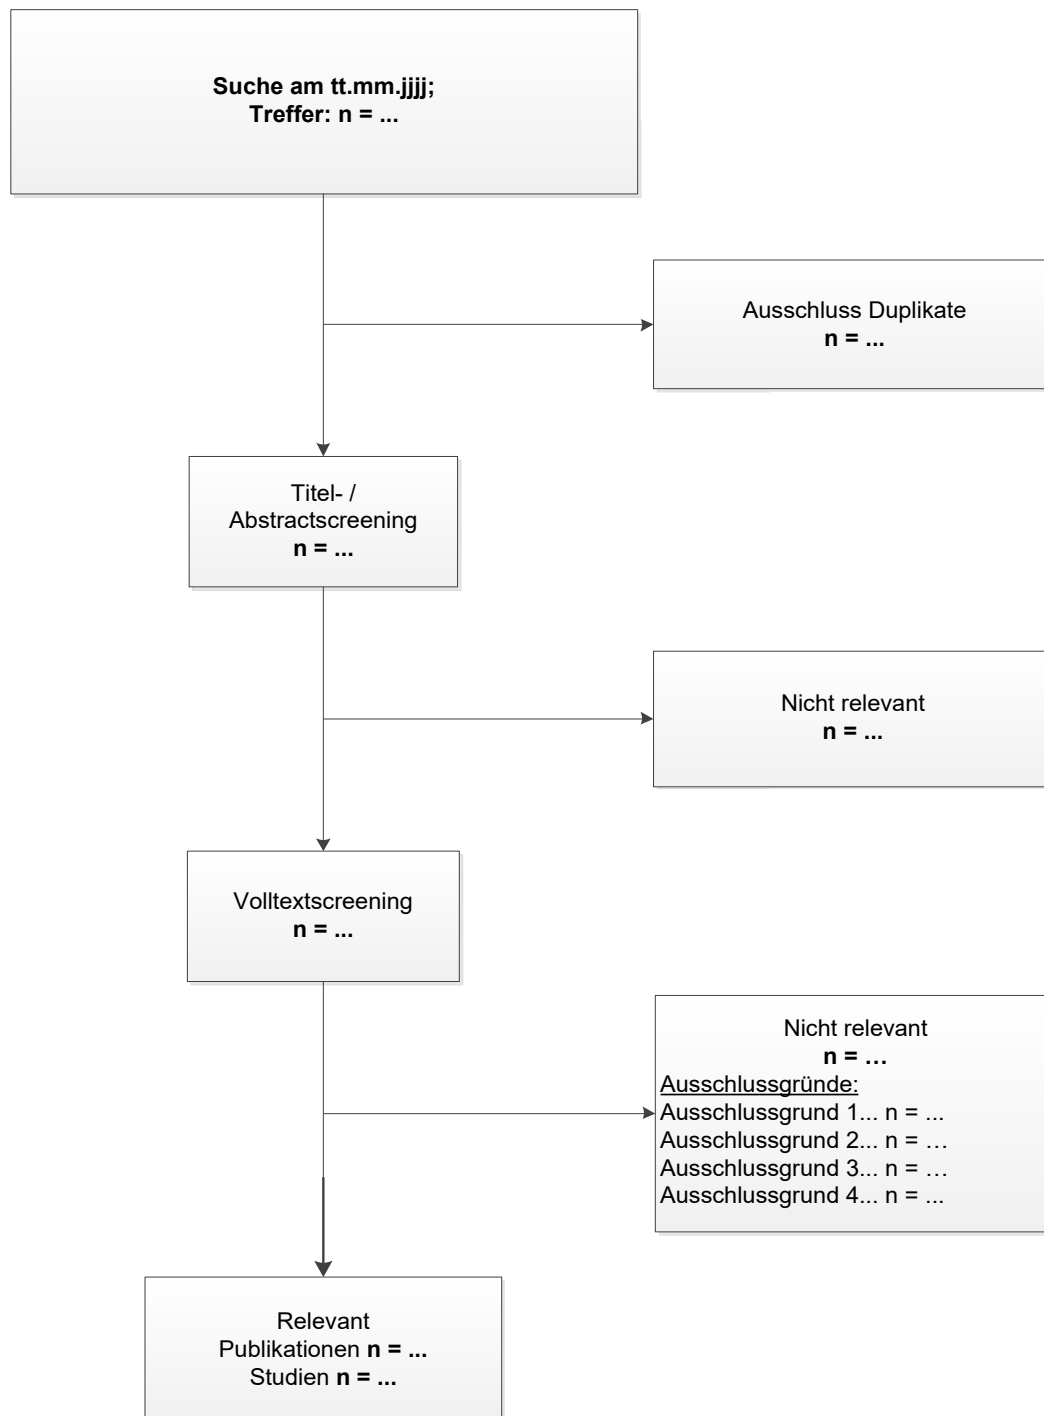 Suche am tt.mm.jjjj;
Treffer: n = ...
Ausschluss Duplikate
n = ...
Titel- /
Abstractscreening
n = ...
Nicht relevant
n = ...
Volltextscreening
n = ...
Nicht relevant
n = …
Ausschlussgründe:
Ausschlussgrund 1... n = ...
Ausschlussgrund 2... n = …
Ausschlussgrund 3... n = …
Ausschlussgrund 4... n = ...
Relevant
Publikationen n = ...
Studien n = ...